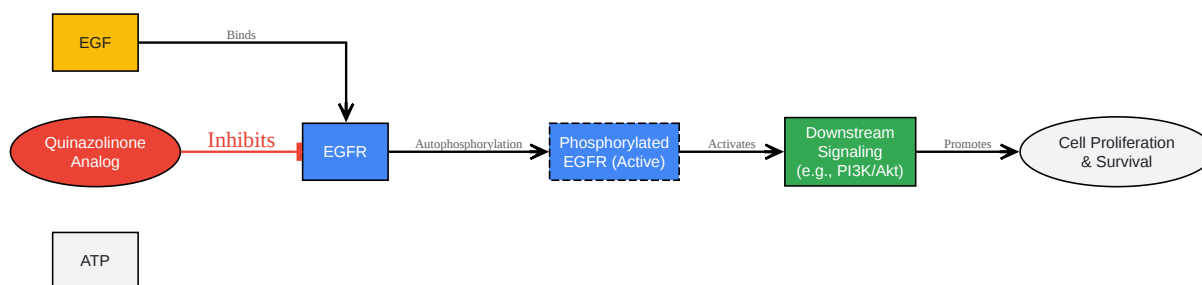 EGF
Binds
Quinazolinone
Analog
Inhibits
EGFR
Autophosphorylation
Phosphorylated
EGFR (Active)
Activates
Downstream
Signaling
(e.g., PI3K/Akt)
Promotes
Cell Proliferation
& Survival
ATP